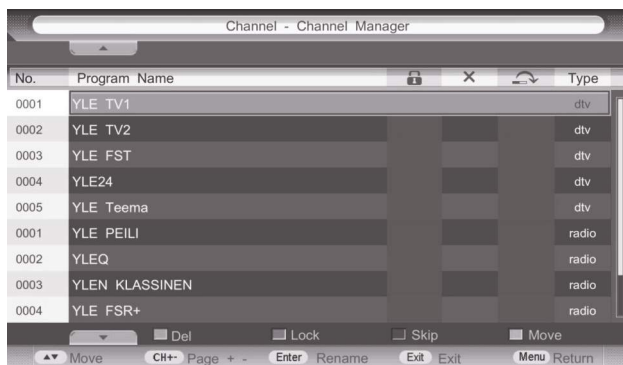 Channel - Channel Manager
No. Program Name Type
0001 YLE TV1 dtv
0002 YLE TV2 dtv
0003 YLE FST dtv
0004 YLE24 dtv
0005 YLE Teema dtv
0001 YLE PEILI radio
0002 YLEQ radio
0003 YLEN KLASSINEN radio
0004 YLE FSR+ radio
Del Lock Skip Move
Move CH+- Page + - Enter Rename Exit Exit Menu Return